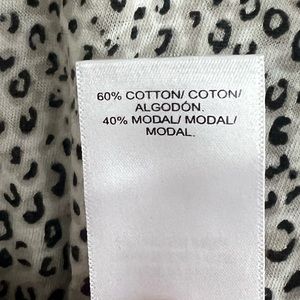 60% COTTON/ COTON/
ALGODÓN.
40% MODAL/ MODAL/
MODAL.